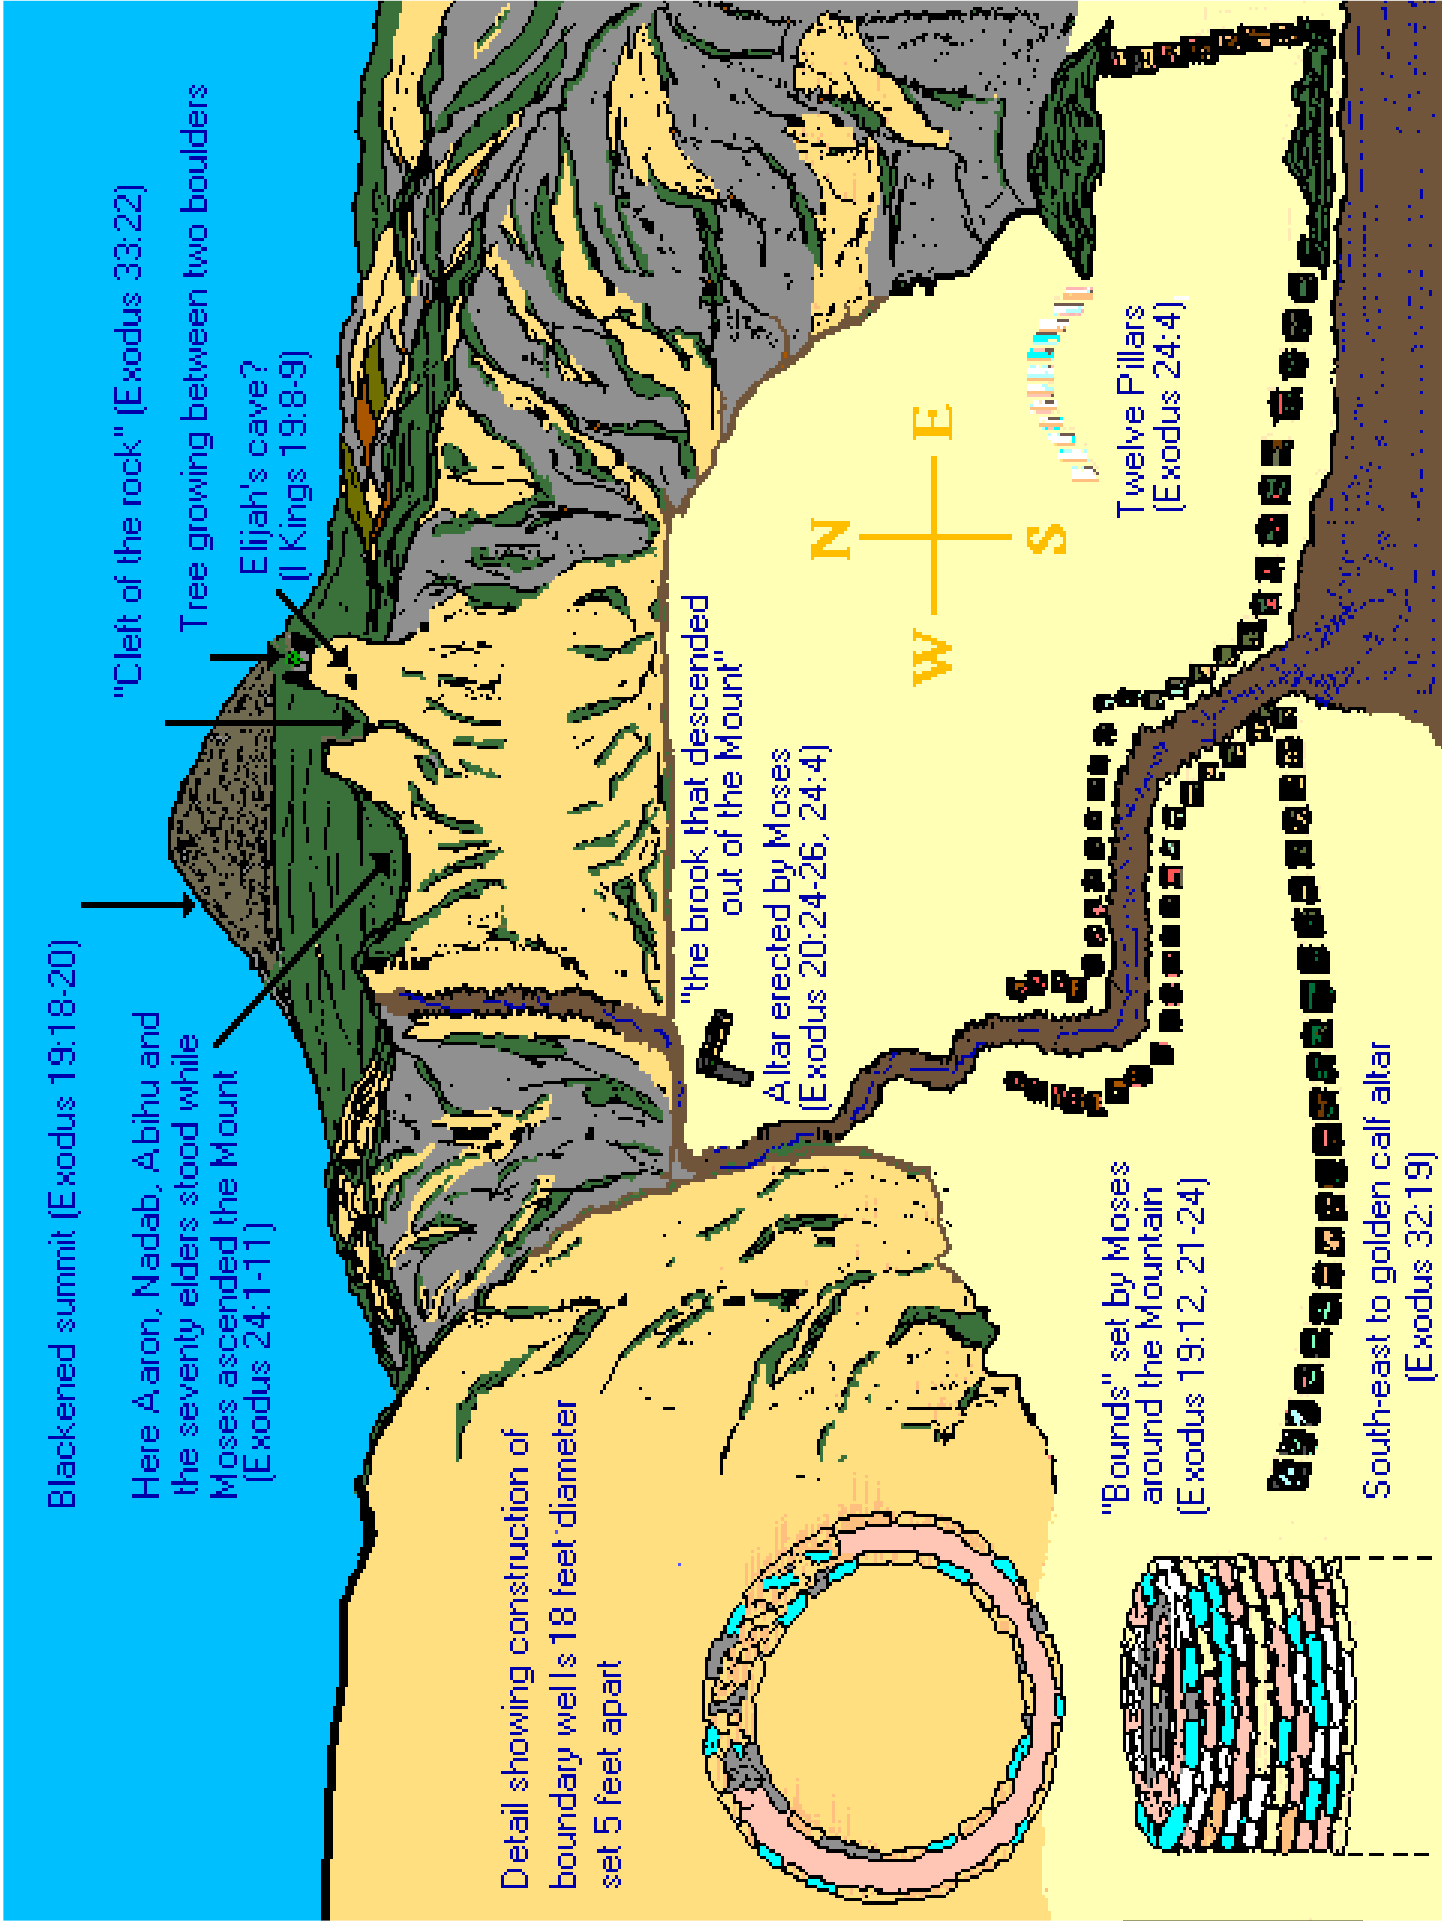 Blackened summit (Exodus 19:18-20)
"Cleft of the rock" (Exodus 33:22)
Here Aaron, Nadab, Abihu and
the seventy elders stood while
Moses ascended the Mount
(Exodus 24:1-11)
Tree growing between two boulders
Elijah's cave?
(I Kings 19:8-9)
Detail showing construction of
boundary wells 18 feet diameter
set 5 feet apart
"the brook that descended
out of the Mount"
Altar erected by Moses
(Exodus 20:24-26, 24:4)
N
W E
S
"Bounds" set by Moses
around the Mountain
(Exodus 19:12, 21-24)
Twelve Pillars
(Exodus 24:4)
South-east to golden calf altar
(Exodus 32:19)